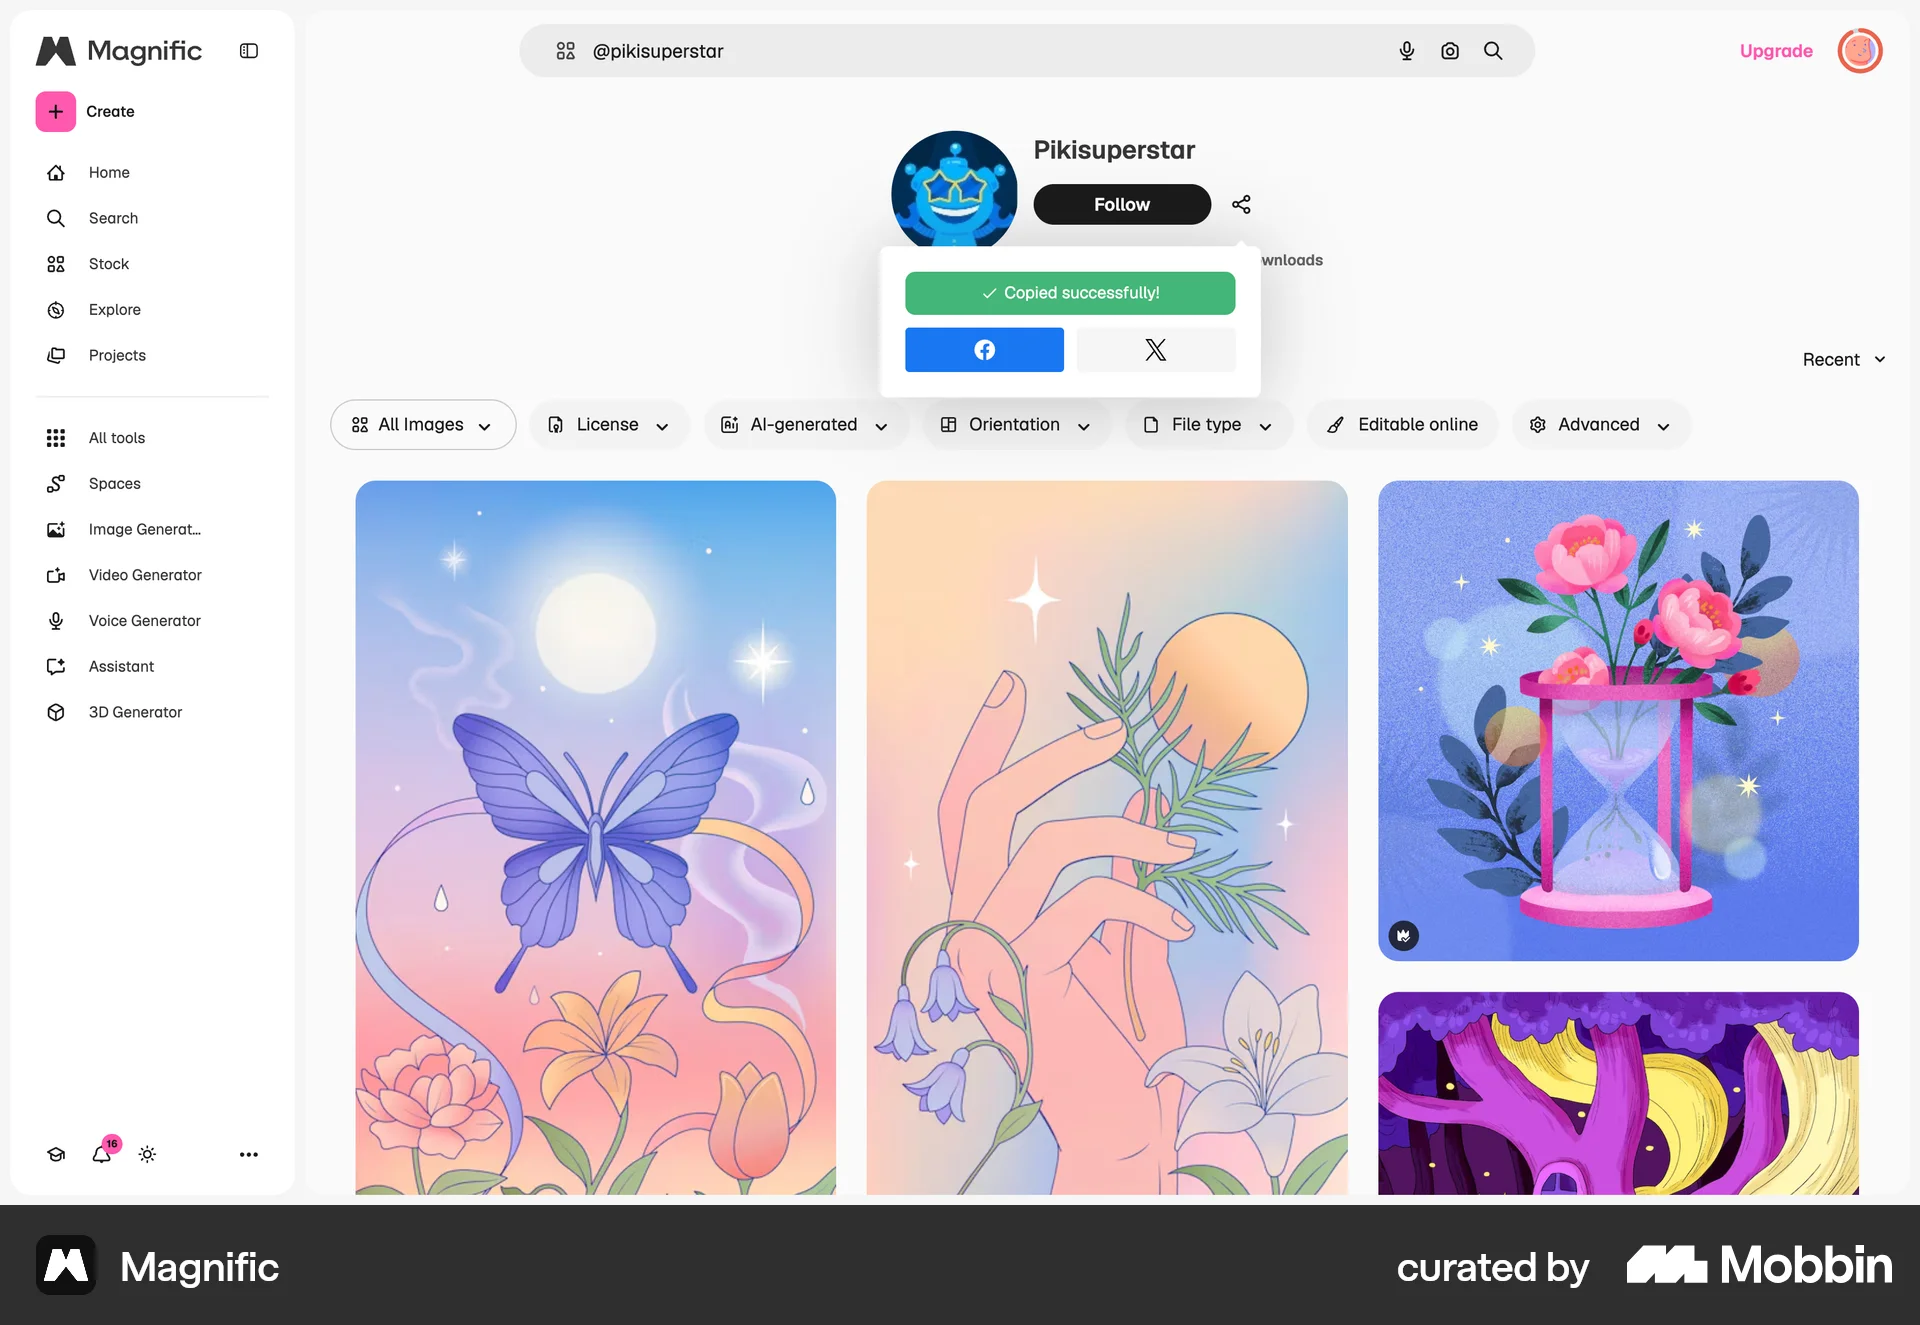 Magnific
@pikisuperstar
Upgrade
Create
Home
Search
Stock
Explore
Projects
All tools
Spaces
Image Generat...
Video Generator
Voice Generator
Assistant
3D Generator
16
Pikisuperstar
Follow
wnloads
Copied successfully!
Recent
All Images
License
AI-generated
Orientation
File type
Editable online
Advanced
Magnific
curated by Mobbin